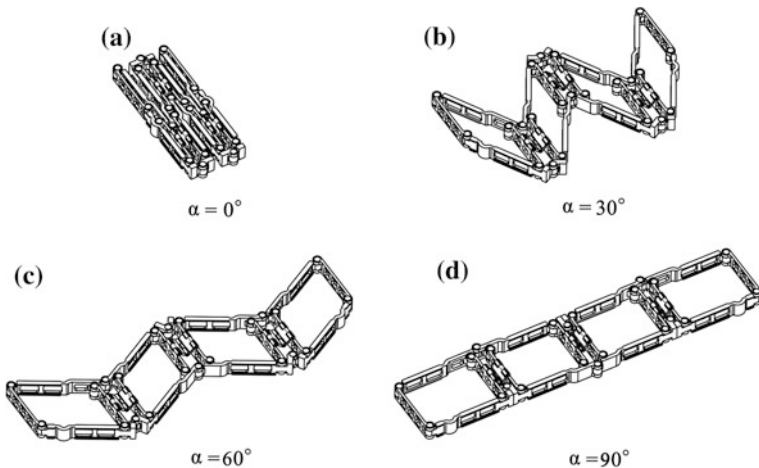 (a)
α = 0°
(b)
α = 30°
(c)
α = 60°
(d)
α = 90°